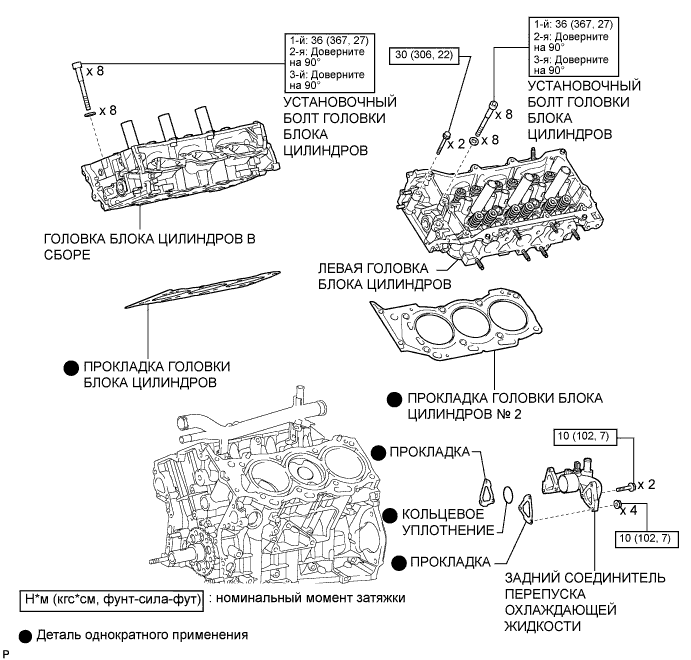 1-й: 36 (367, 27)
2-я: Доверните
на 90°
3-й: Доверните
на 90°
x 8
x 8
УСТАНОВОЧНЫЙ
БОЛТ ГОЛОВКИ
БЛОКА
ЦИЛИНДРОВ
30 (306, 22)
1-й: 36 (367, 27)
2-я: Доверните
на 90°
3-я: Доверните
на 90°
x 8
x 2
x 8
УСТАНОВОЧНЫЙ
БОЛТ ГОЛОВКИ
БЛОКА
ЦИЛИНДРОВ
ГОЛОВКА БЛОКА ЦИЛИНДРОВ В
СБОРЕ
ЛЕВАЯ ГОЛОВКА
БЛОКА ЦИЛИНДРОВ
ПРОКЛАДКА ГОЛОВКИ
БЛОКА ЦИЛИНДРОВ
ПРОКЛАДКА ГОЛОВКИ БЛОКА
ЦИЛИНДРОВ № 2
10 (102, 7)
ПРОКЛАДКА
x 2
x 4
КОЛЬЦЕВОЕ
УПЛОТНЕНИЕ
10 (102, 7)
ПРОКЛАДКА
ЗАДНИЙ СОЕДИНИТЕЛЬ
ПЕРЕПУСКА
ОХЛАЖДАЮЩЕЙ
ЖИДКОСТИ
Н*м (кгс*см, фунт-сила-фут) : номинальный момент затяжки
Деталь однократного применения
P